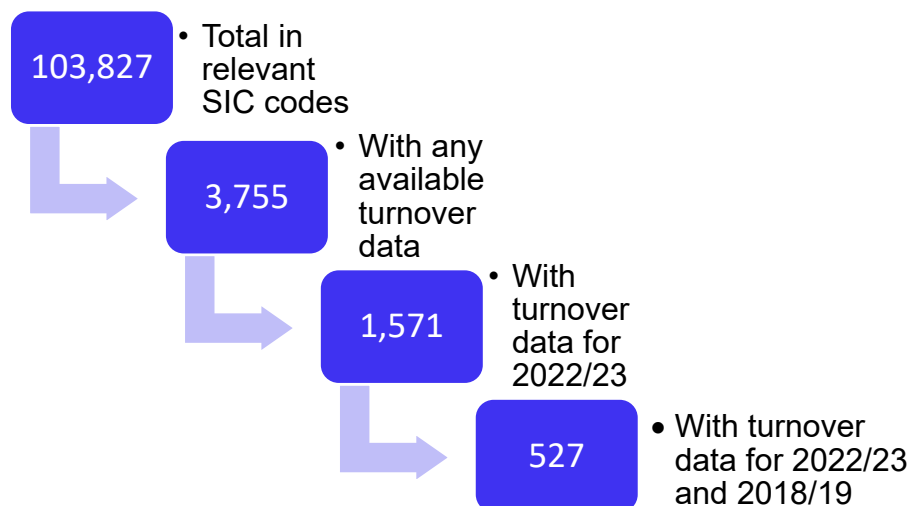 103,827
• Total in
relevant
SIC codes
3,755
• With any
available
turnover
data
1,571
• With
turnover
data for
2022/23
527
• With turnover
data for 2022/23
and 2018/19